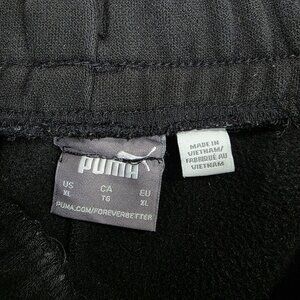 PUMA
US CA EU
XL TG XL
PUMA.COM/FOREVERBETTER
MADE IN
VIETNAM/
FABRIQUÉ AU
VIETNAM